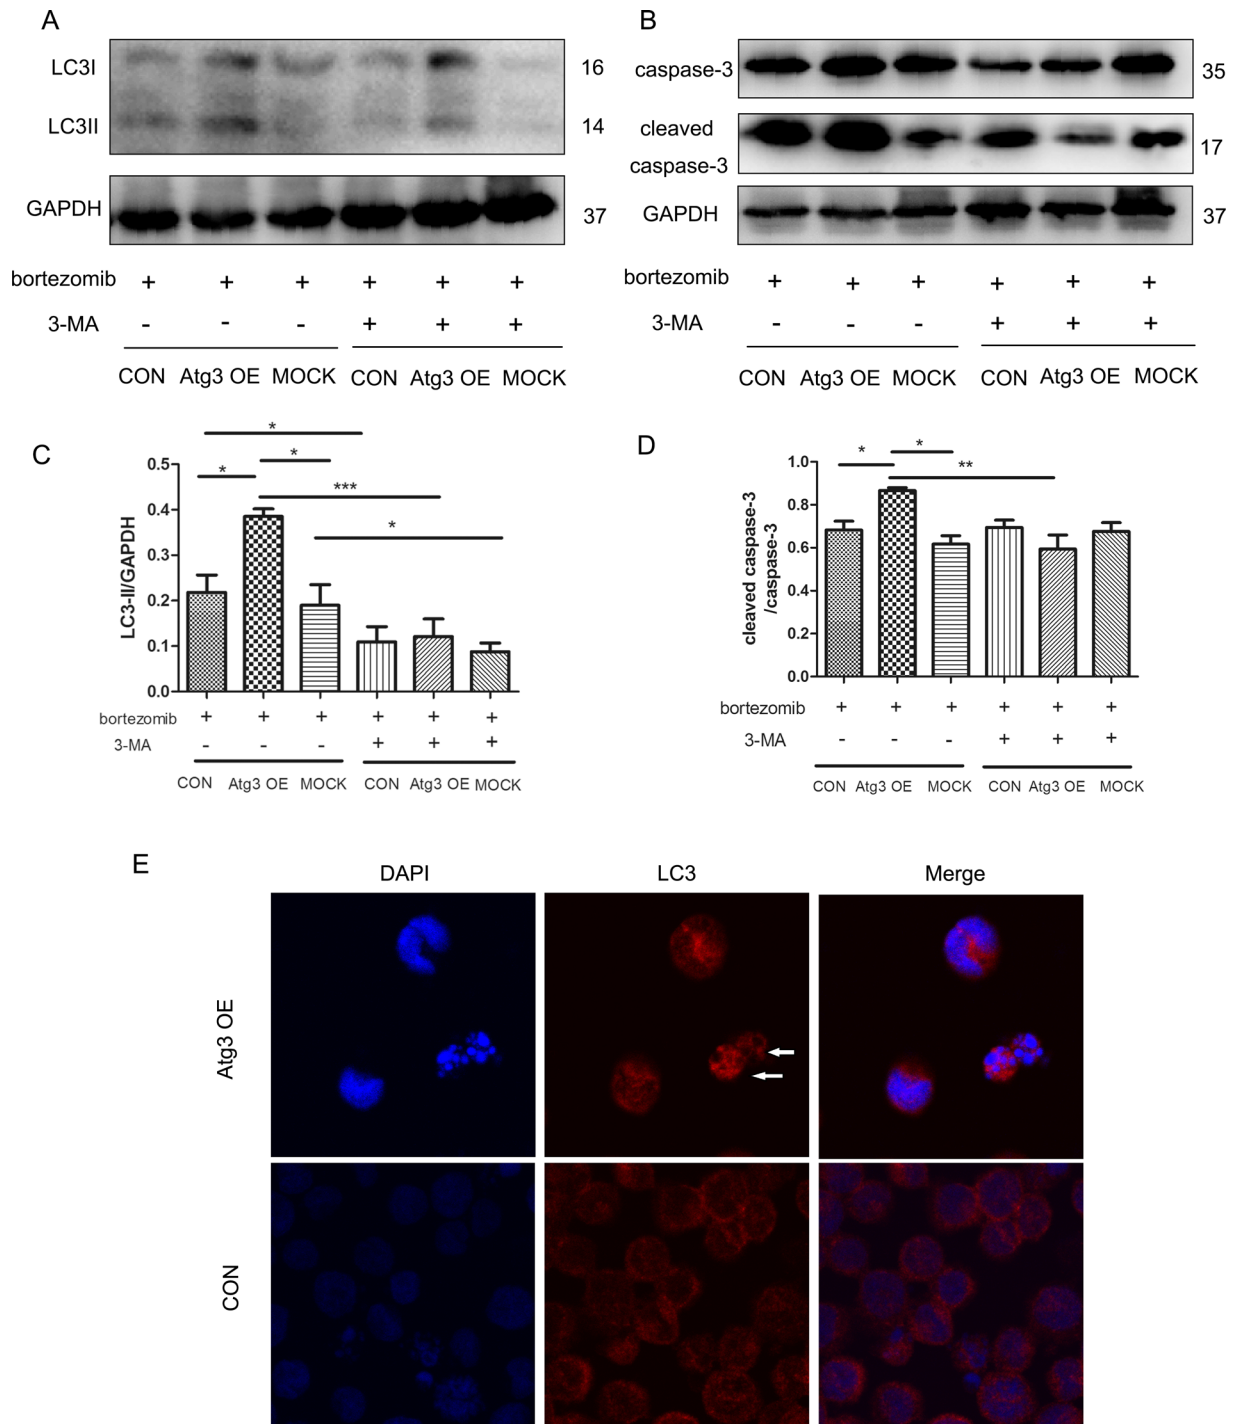 A
LC3I
16
LC3II
14
GAPDH
37
bortezomib + + + + + +
3-MA - - - + + +
CON Atg3 OE MOCK CON Atg3 OE MOCK
B
caspase-3
35
cleaved
caspase-3
17
GAPDH
37
bortezomib + + + + + +
3-MA - - - + + +
CON Atg3 OE MOCK CON Atg3 OE MOCK
C
LC3-II/GAPDH
0.5
0.4
0.3
0.2
0.1
0.0
*
*
*
***
*
bortezomib + + + + + +
3-MA - - - + + +
CON Atg3 OE MOCK CON Atg3 OE MOCK
D
cleaved caspase-3
/caspase-3
1.0
0.8
0.6
0.4
0.2
0.0
*
*
**
bortezomib + + + + + +
3-MA - - - + + +
CON Atg3 OE MOCK CON Atg3 OE MOCK
E
DAPI LC3 Merge
Atg3 OE
CON